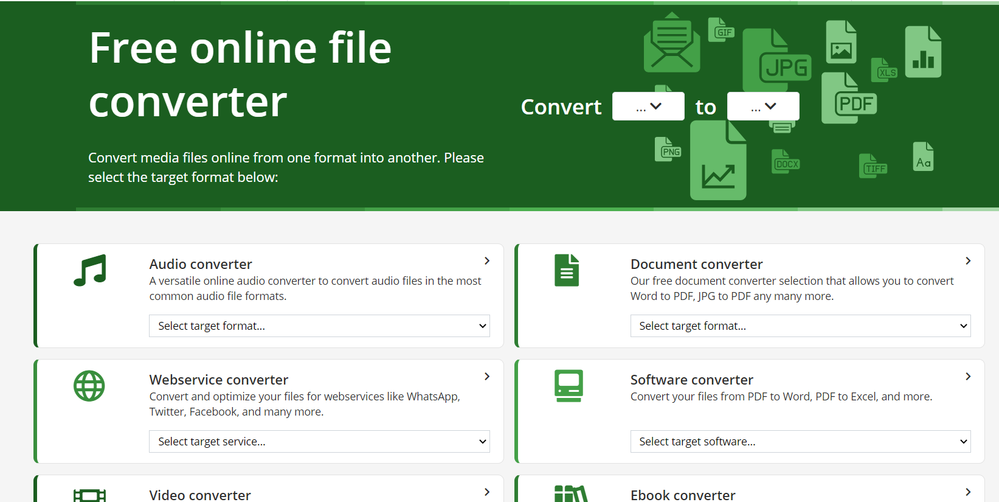 Free online file
converter
Convert media files online from one format into another. Please
select the target format below:
Convert ... to ...
GIF
JPG
XLS
PDF
PNG
DOCX
TIFF
Aa
Audio converter
A versatile online audio converter to convert audio files in the most
common audio file formats.
Select target format...
Document converter
Our free document converter selection that allows you to convert
Word to PDF, JPG to PDF any many more.
Select target format...
Webservice converter
Convert and optimize your files for webservices like WhatsApp,
Twitter, Facebook, and many more.
Select target service...
Software converter
Convert your files from PDF to Word, PDF to Excel, and more.
Select target software...
Video converter
Ebook converter